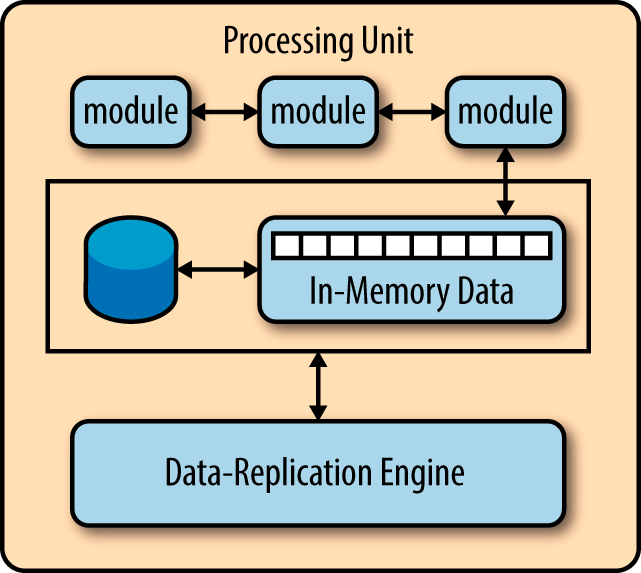 Processing Unit
module
module
module
In-Memory Data
Data-Replication Engine